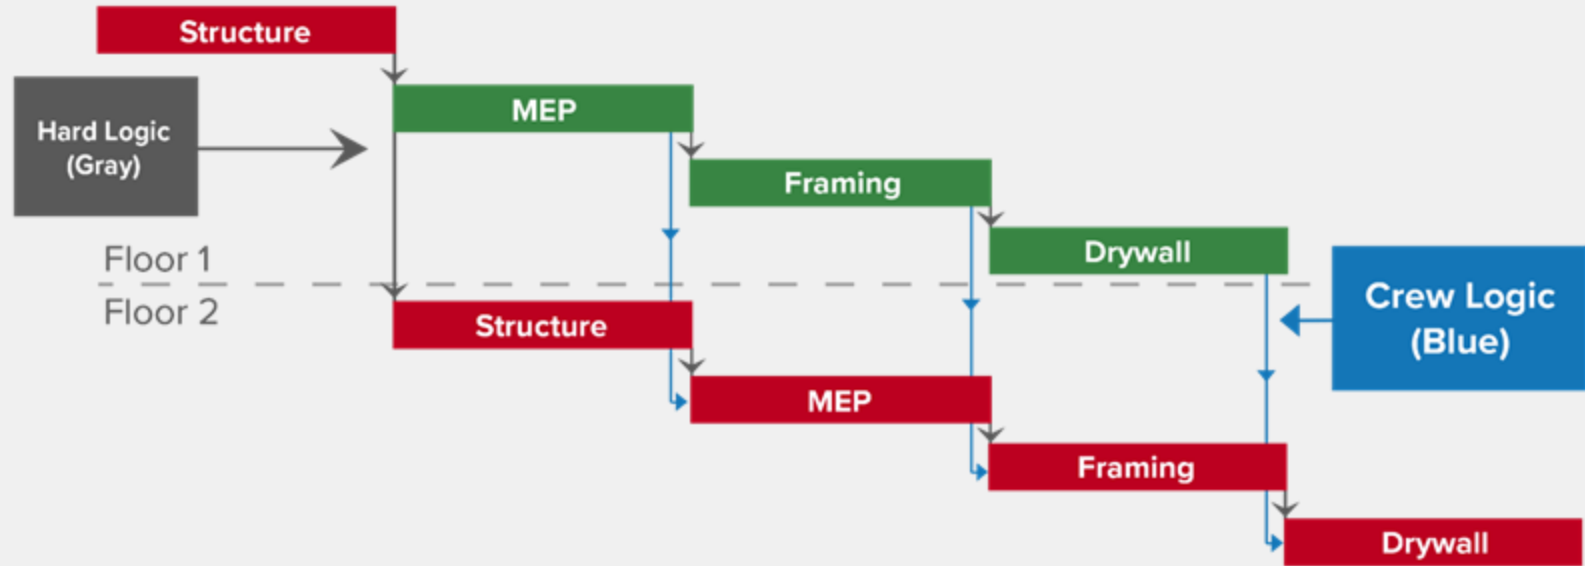 Structure
Hard Logic
(Gray)
MEP
Framing
Drywall
Floor 1
Floor 2
Crew Logic
(Blue)
Structure
MEP
Framing
Drywall